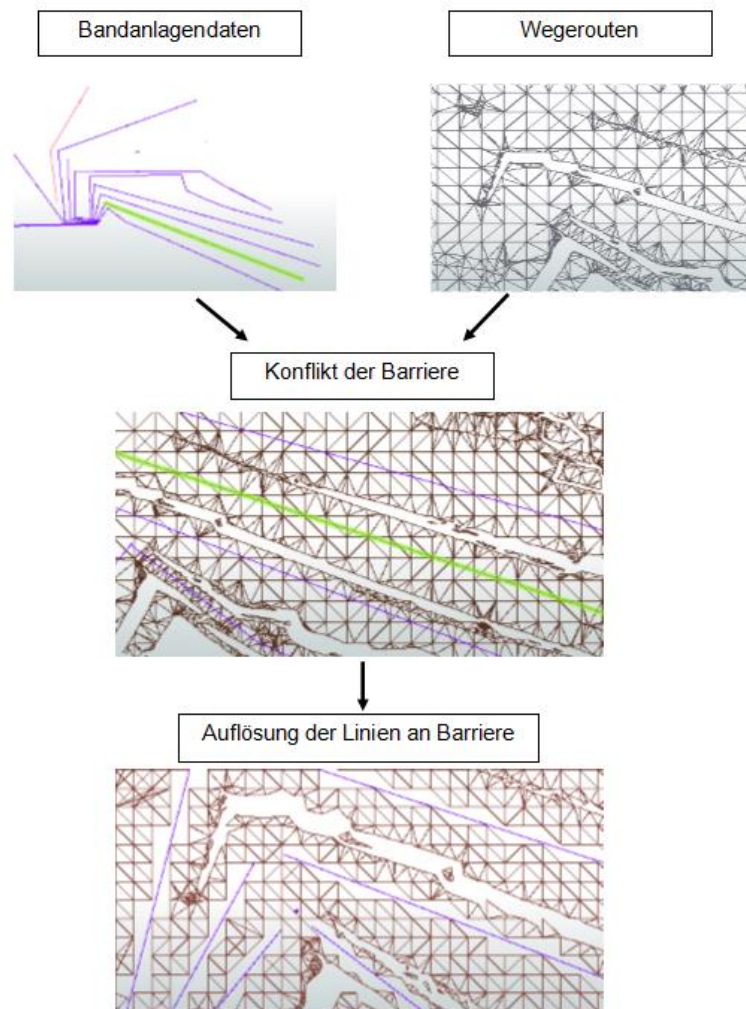 Bandanlagendaten
Wegerouten
Konflikt der Barriere
Auflösung der Linien an Barriere